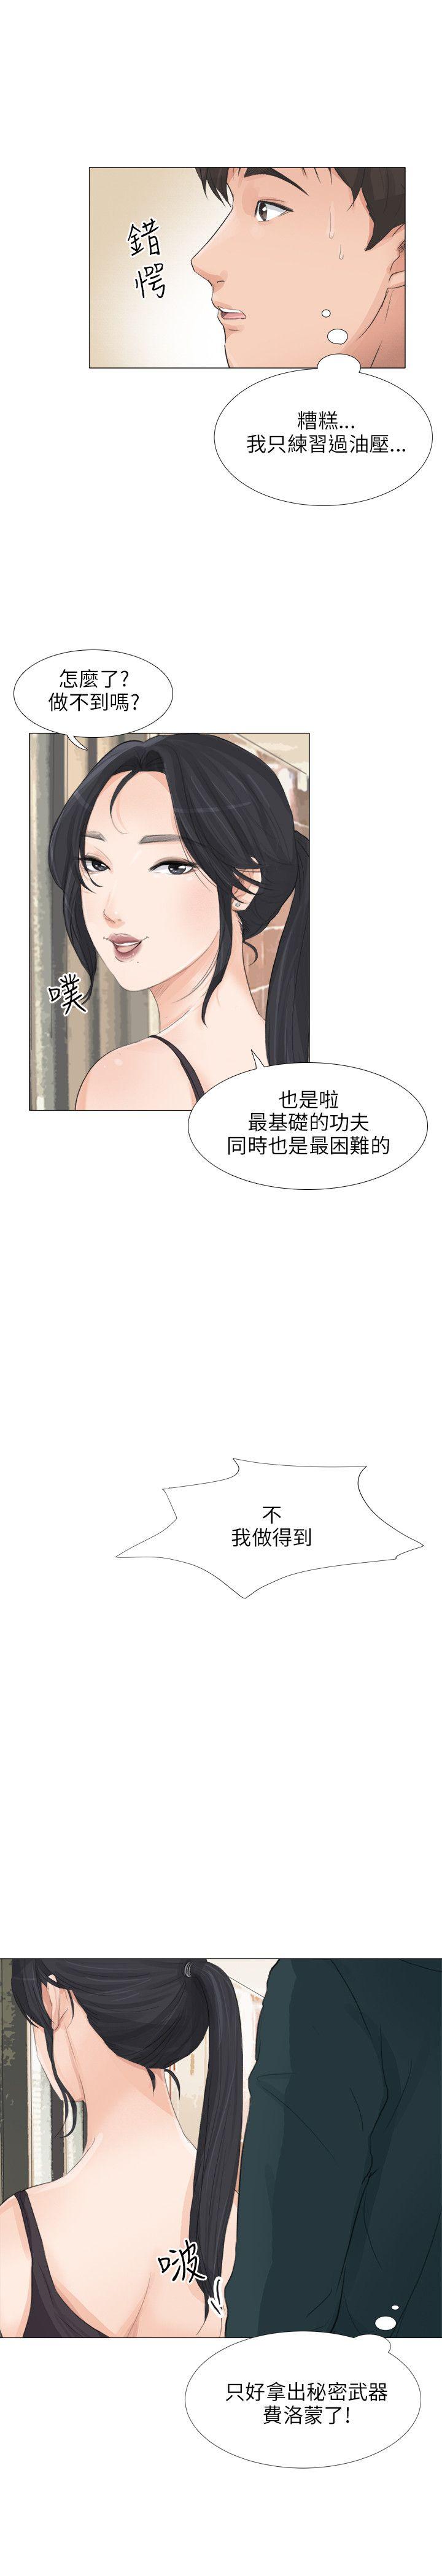 錯愕
糟糕...
我只練習過油壓...
怎麼了?
做不到嗎?
噗
也是啦
最基礎的功夫
同時也是最困難的
不
我做得到
啵
只好拿出秘密武器
費洛蒙了!